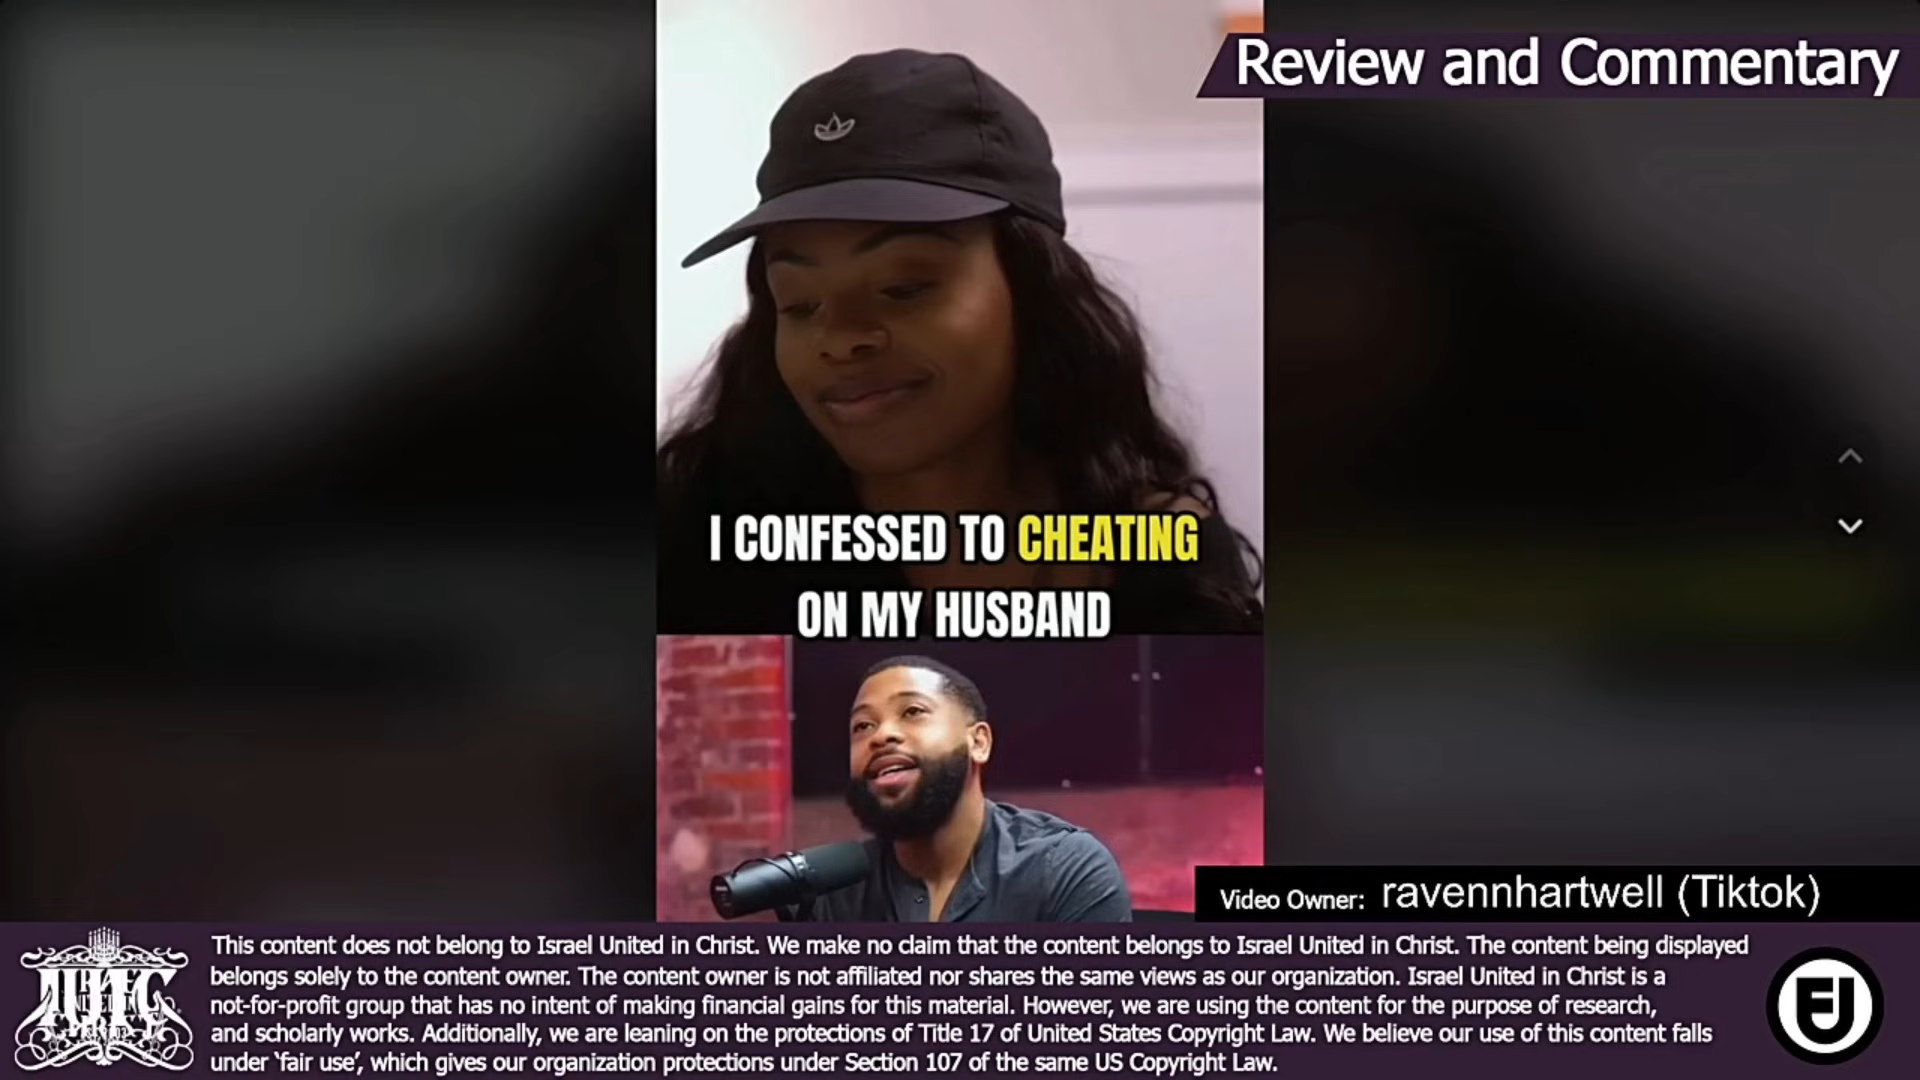 Review and Commentary
I CONFESSED TO CHEATING
ON MY HUSBAND
Video Owner: ravennhartwell (Tiktok)
This content does not belong to Israel United in Christ. We make no claim that the content belongs to Israel United in Christ. The content being displayed
belongs solely to the content owner. The content owner is not affiliated nor shares the same views as our organization. Israel United in Christ is a
not-for-profit group that has no intent of making financial gains for this material. However, we are using the content for the purpose of research,
and scholarly works. Additionally, we are leaning on the protections of Title 17 of United States Copyright Law. We believe our use of this content falls
under 'fair use', which gives our organization protections under Section 107 of the same US Copyright Law.
IUIC